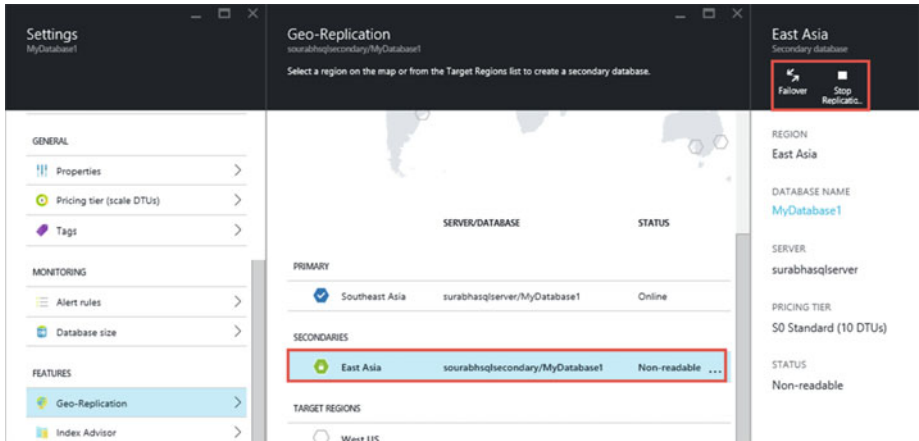 Settings
MyDatabase1
GENERAL
Properties
Pricing tier (scale DTUs)
Tags
MONITORING
Alert rules
Database size
FEATURES
Geo-Replication
Index Advisor
Geo-Replication
sourabhsqlsecondary/MyDatabase1
Select a region on the map or from the Target Regions list to create a secondary database.
SERVER/DATABASE STATUS
PRIMARY
Southeast Asia surabhasqlserver/MyDatabase1 Online
SECONDARIES
East Asia sourabhsqlsecondary/MyDatabase1 Non-readable ...
TARGET REGIONS
West US
East Asia
Secondary database
Failover
Stop
Replicatio...
REGION
East Asia
DATABASE NAME
MyDatabase1
SERVER
surabhasqlserver
PRICING TIER
S0 Standard (10 DTUs)
STATUS
Non-readable